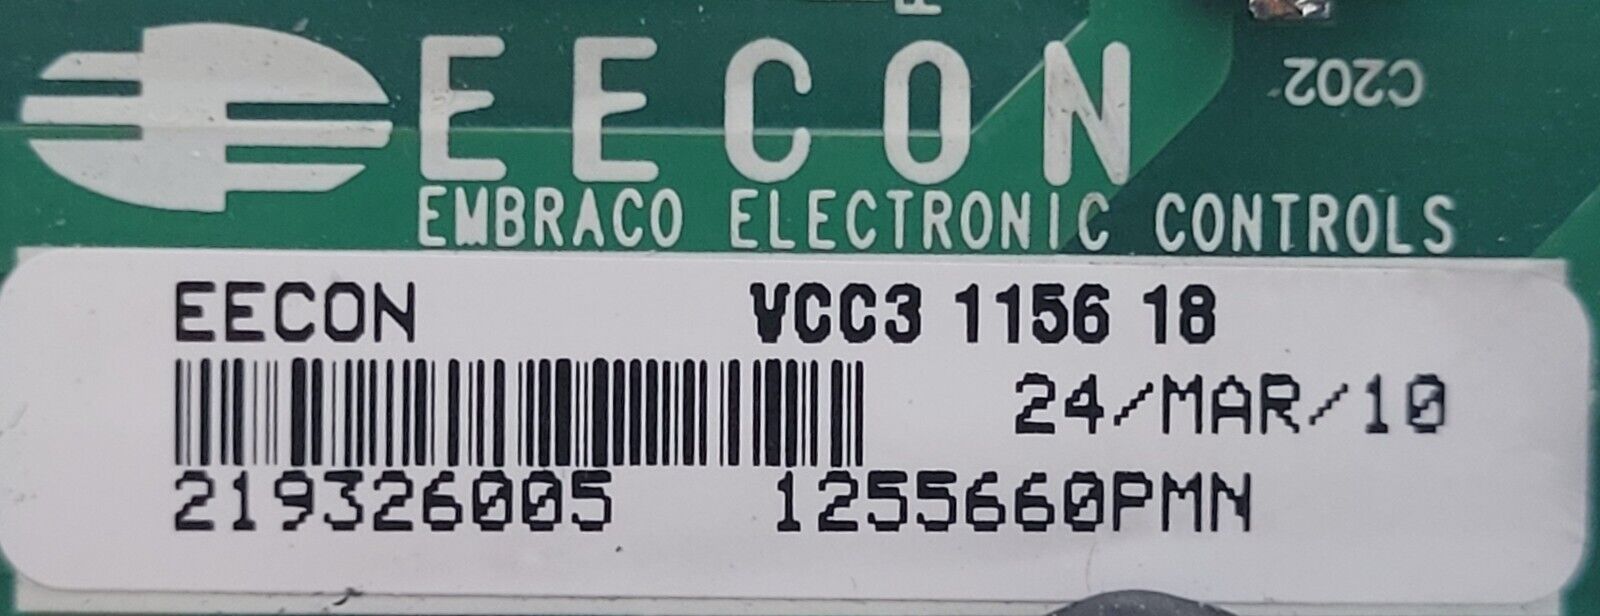 EECON
C202
EMBRACO ELECTRONIC CONTROLS
EECON VCC3 1156 18
24/MAR/10
219326005 1255660PMN